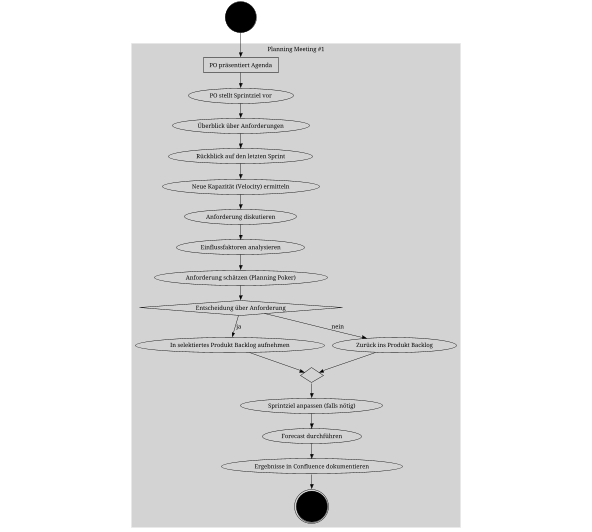 Planning Meeting #1
PO präsentiert Agenda
PO stellt Sprintziel vor
Überblick über Anforderungen
Rückblick auf den letzten Sprint
Neue Kapazität (Velocity) ermitteln
Anforderung diskutieren
Einflussfaktoren analysieren
Anforderung schätzen (Planning Poker)
Entscheidung über Anforderung
ja
nein
In selektiertes Produkt Backlog aufnehmen
Zurück ins Produkt Backlog
Sprintziel anpassen (falls nötig)
Forecast durchführen
Ergebnisse in Confluence dokumentieren